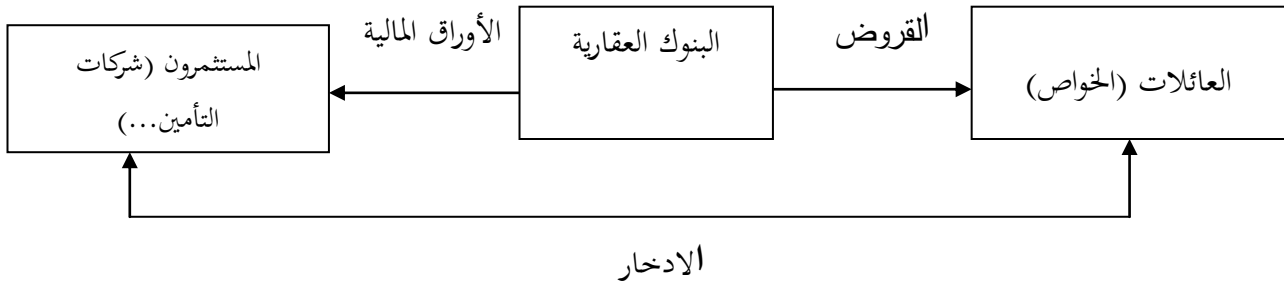 القروض
الأوراق المالية
العائلات (الخواص)
البنوك العقارية
المستثمرون (شركات
التأمين...)
الادخار